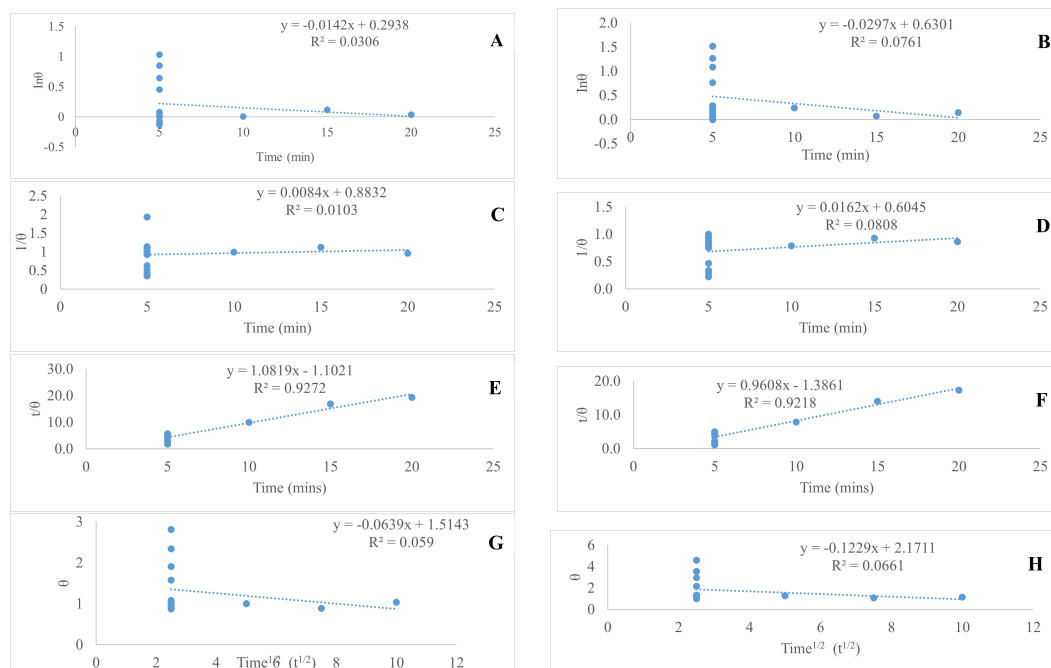 y = -0.0142x + 0.2938
R² = 0.0306
A
1.5
1
0.5
0
-0.5
0
5
10
15
20
25
lnθ
Time (min)
y = -0.0297x + 0.6301
R² = 0.0761
B
2.0
1.5
1.0
0.5
0.0
-0.5
0
5
10
15
20
25
lnθ
Time (min)
y = 0.0084x + 0.8832
R² = 0.0103
C
2.5
2
1.5
1
0.5
0
0
5
10
15
20
25
1/θ
Time (min)
y = 0.0162x + 0.6045
R² = 0.0808
D
1.5
1.0
0.5
0.0
0
5
10
15
20
25
1/θ
Time (min)
y = 1.0819x - 1.1021
R² = 0.9272
E
30.0
20.0
10.0
0.0
0
5
10
15
20
25
t/θ
Time (mins)
y = 0.9608x - 1.3861
R² = 0.9218
F
20.0
10.0
0.0
0
5
10
15
20
25
t/θ
Time (mins)
y = -0.0639x + 1.5143
R² = 0.059
G
3
2
1
0
0
2
4
6
8
10
12
θ
Time¹/² (t¹/²)
y = -0.1229x + 2.1711
R² = 0.0661
H
6
4
2
0
0
2
4
6
8
10
12
θ
Time¹/² (t¹/²)